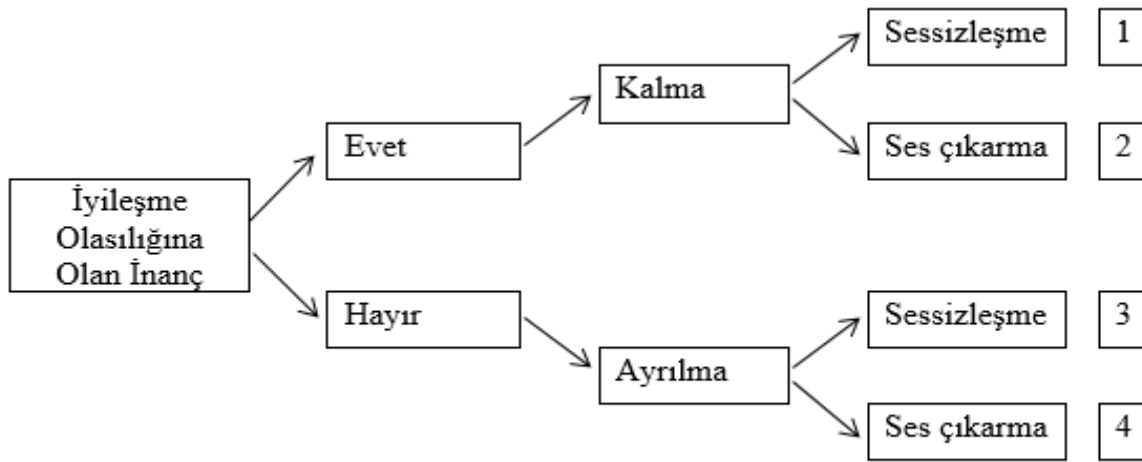 Sessizleşme 1
Kalma
Evet
Ses çıkarma 2
İyileşme
Olasılığına
Olan İnanç
Hayır
Sessizleşme 3
Ayrılma
Ses çıkarma 4